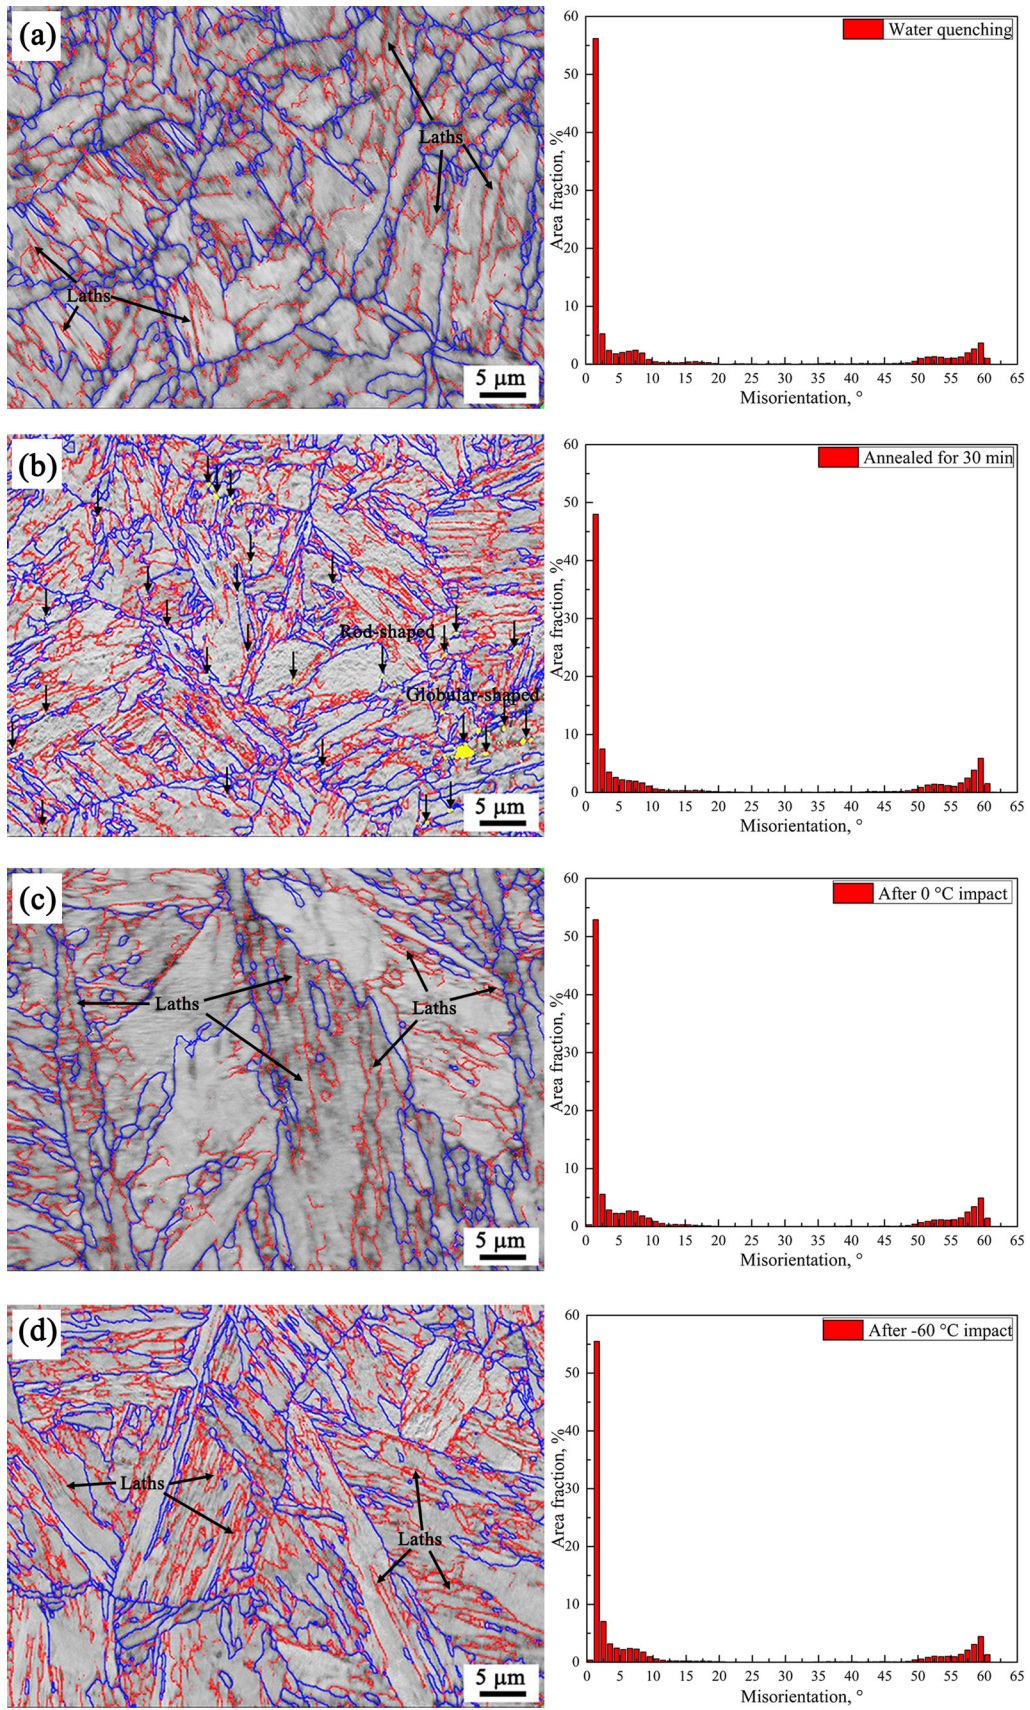 (a)
Laths
Laths
5 μm
Water quenching
60
50
40
30
20
10
0
Area fraction, %
0 5 10 15 20 25 30 35 40 45 50 55 60 65
Misorientation, °
(b)
Rod-shaped
Globular-shaped
5 μm
Annealed for 30 min
60
50
40
30
20
10
0
Area fraction, %
0 5 10 15 20 25 30 35 40 45 50 55 60 65
Misorientation, °
(c)
Laths
Laths
5 μm
After 0 °C impact
60
50
40
30
20
10
0
Area fraction, %
0 5 10 15 20 25 30 35 40 45 50 55 60 65
Misorientation, °
(d)
Laths
Laths
5 μm
After -60 °C impact
60
50
40
30
20
10
0
Area fraction, %
0 5 10 15 20 25 30 35 40 45 50 55 60 65
Misorientation, °